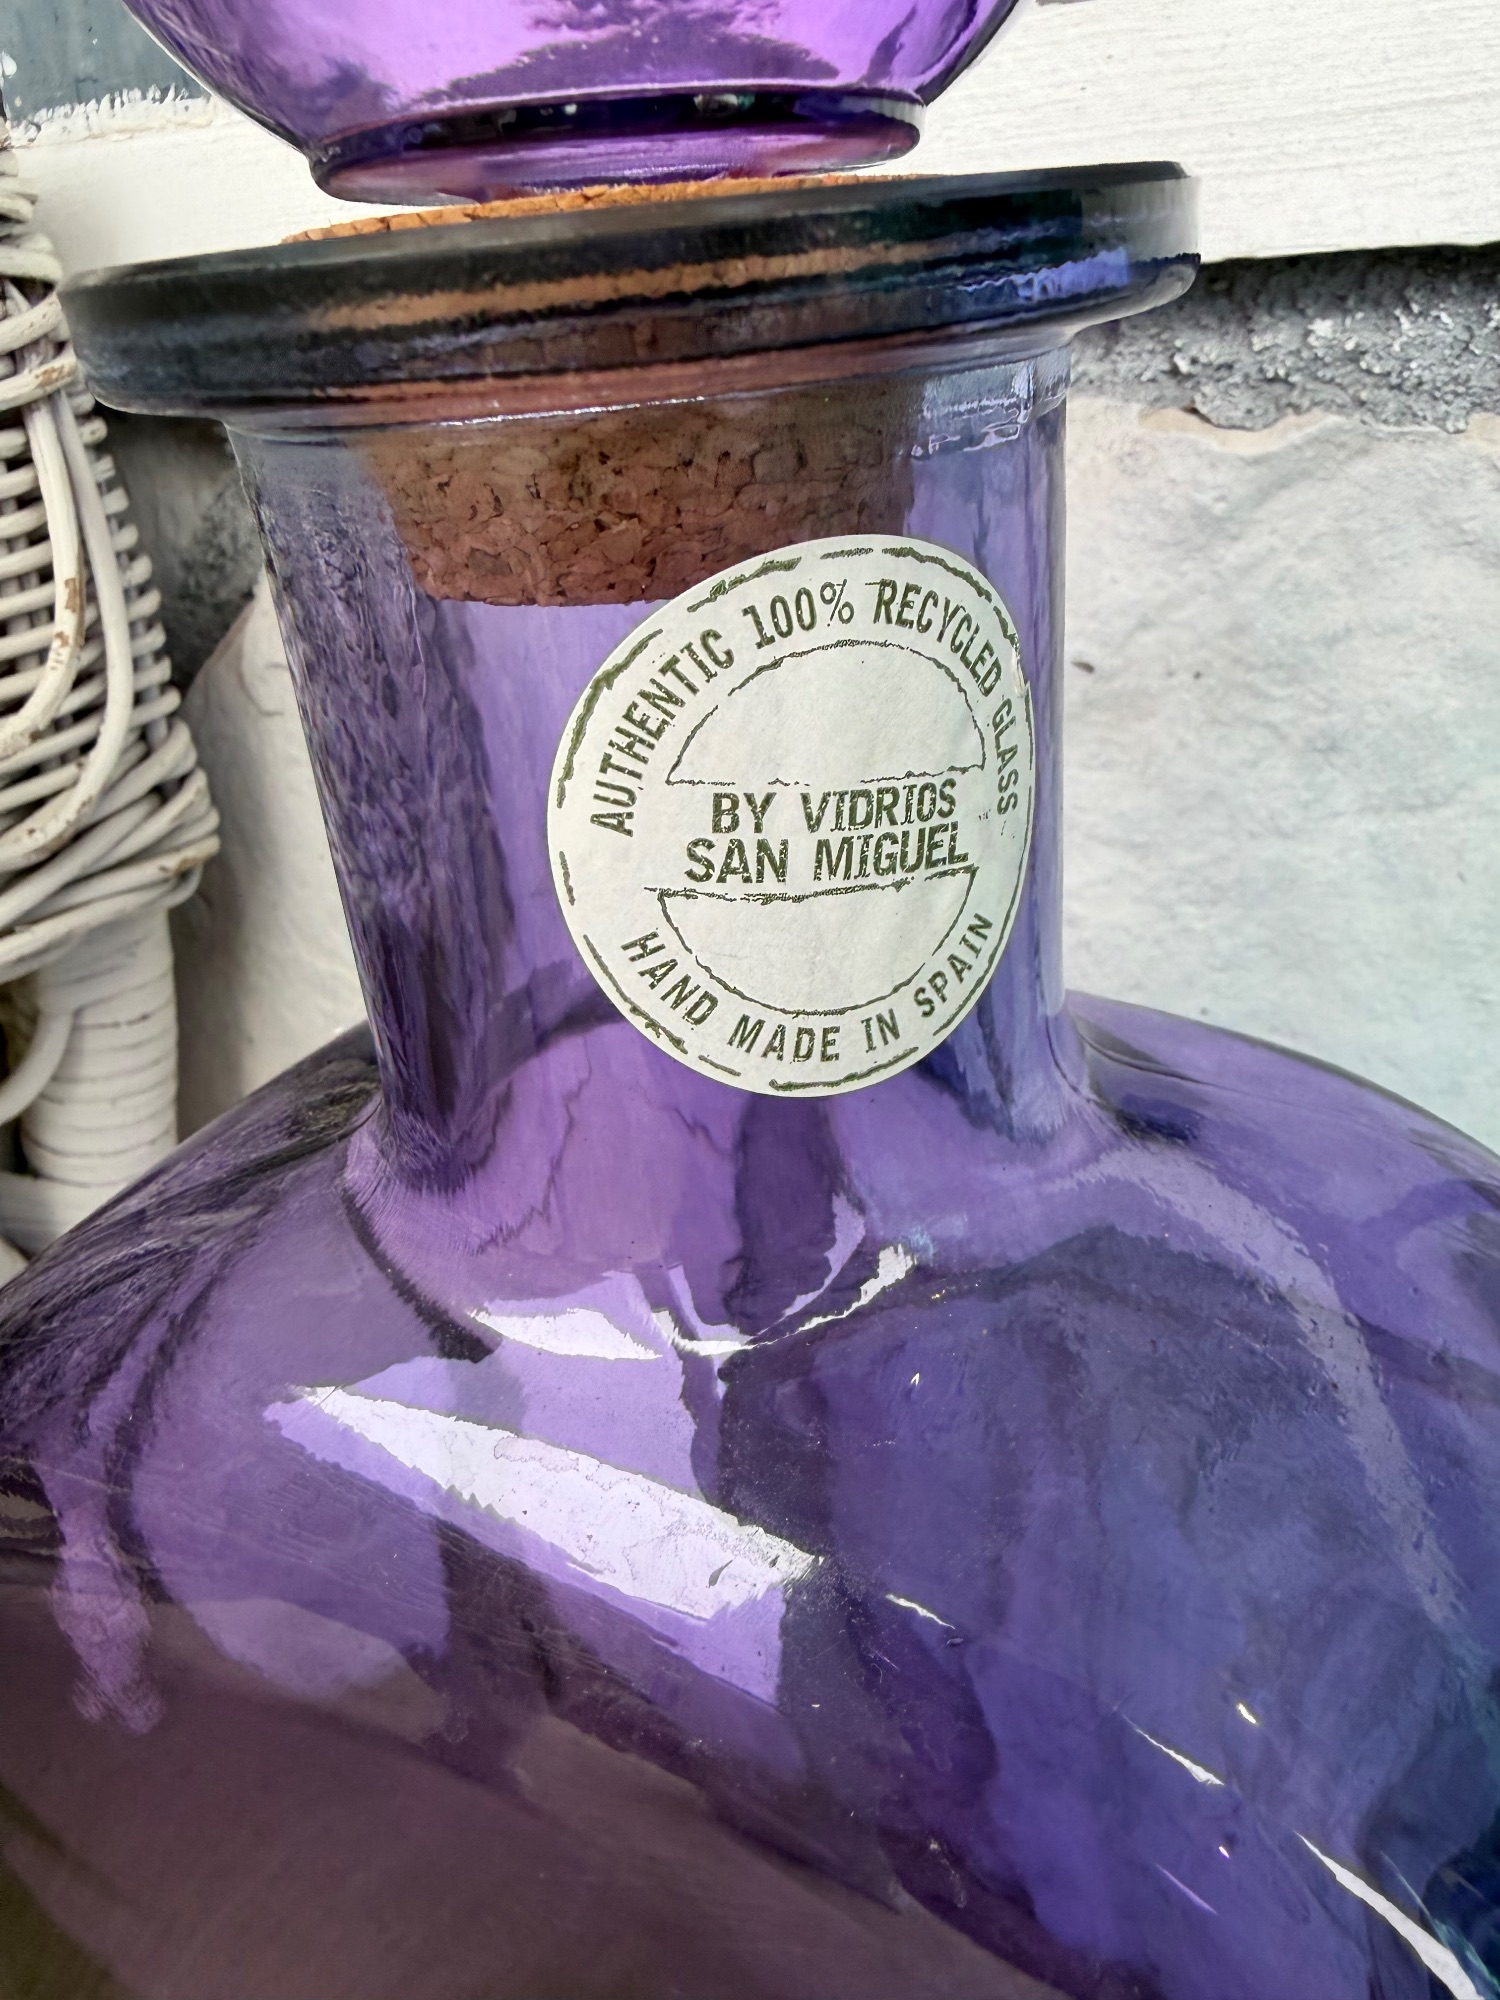 AUTHENTIC 100% RECYCLED GLASS
BY VIDRIOS
SAN MIGUEL
HAND MADE IN SPAIN